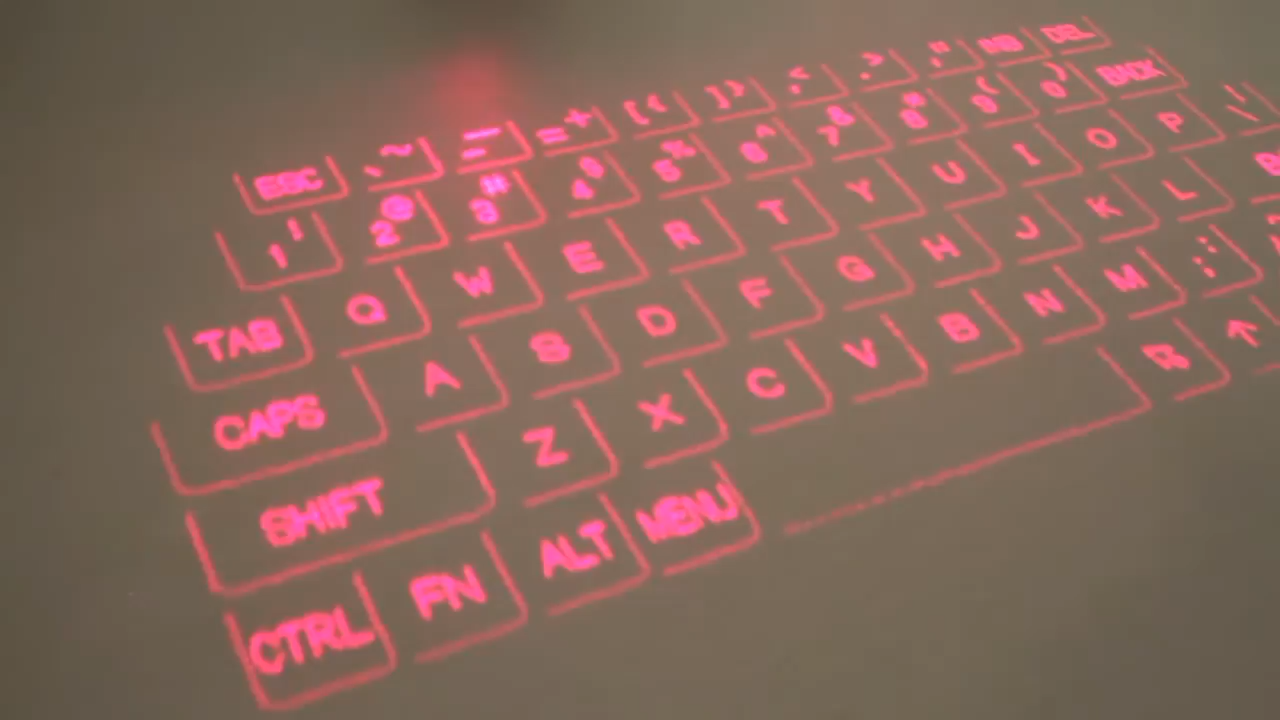 ESC ` ~ - _ = + [ { ] } , < . > ' " INS DEL
1 ! 2 @ 3 # 4 $ 5 % 6 ^ 7 & 8 * 9 ( 0 ) BACK
TAB Q W E R T Y U I O P \ |
CAPS A S D F G H J K L
SHIFT Z X C V B N M ; :
CTRL FN ALT MENU R ↑